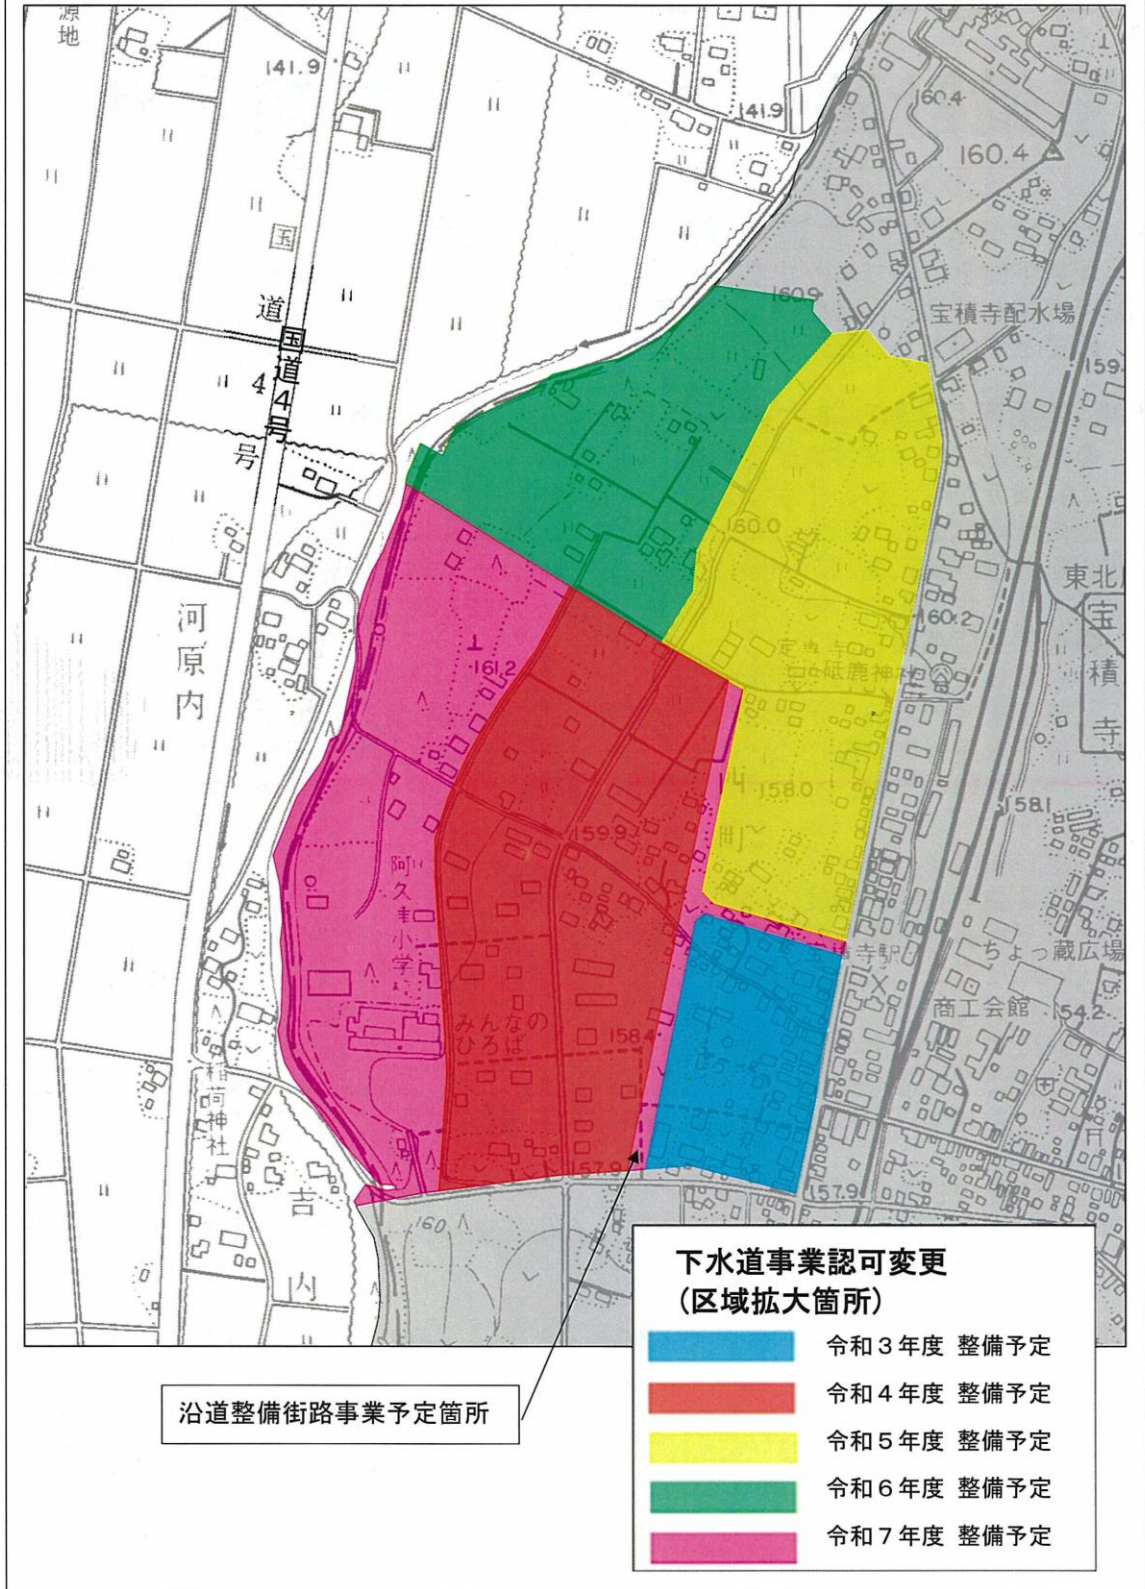 源
地
141.9
141.9
160.4
160.4
国
道
4
号
国道4号
160.9
宝積寺配水場
159.
160.0
東北
宝
積
寺
160.2
定専寺
砥鹿神社
河
原
内
161.2
158.0
町
158.1
159.9
阿
久
津
小
学
宝積寺駅
ちょっ蔵広場
商工会館
154.2
みんなの
ひろば
158.4
稲
荷
神
社
157.9
157.9
160
吉
内
下水道事業認可変更
(区域拡大箇所)
令和3年度 整備予定
令和4年度 整備予定
令和5年度 整備予定
令和6年度 整備予定
令和7年度 整備予定
沿道整備街路事業予定箇所